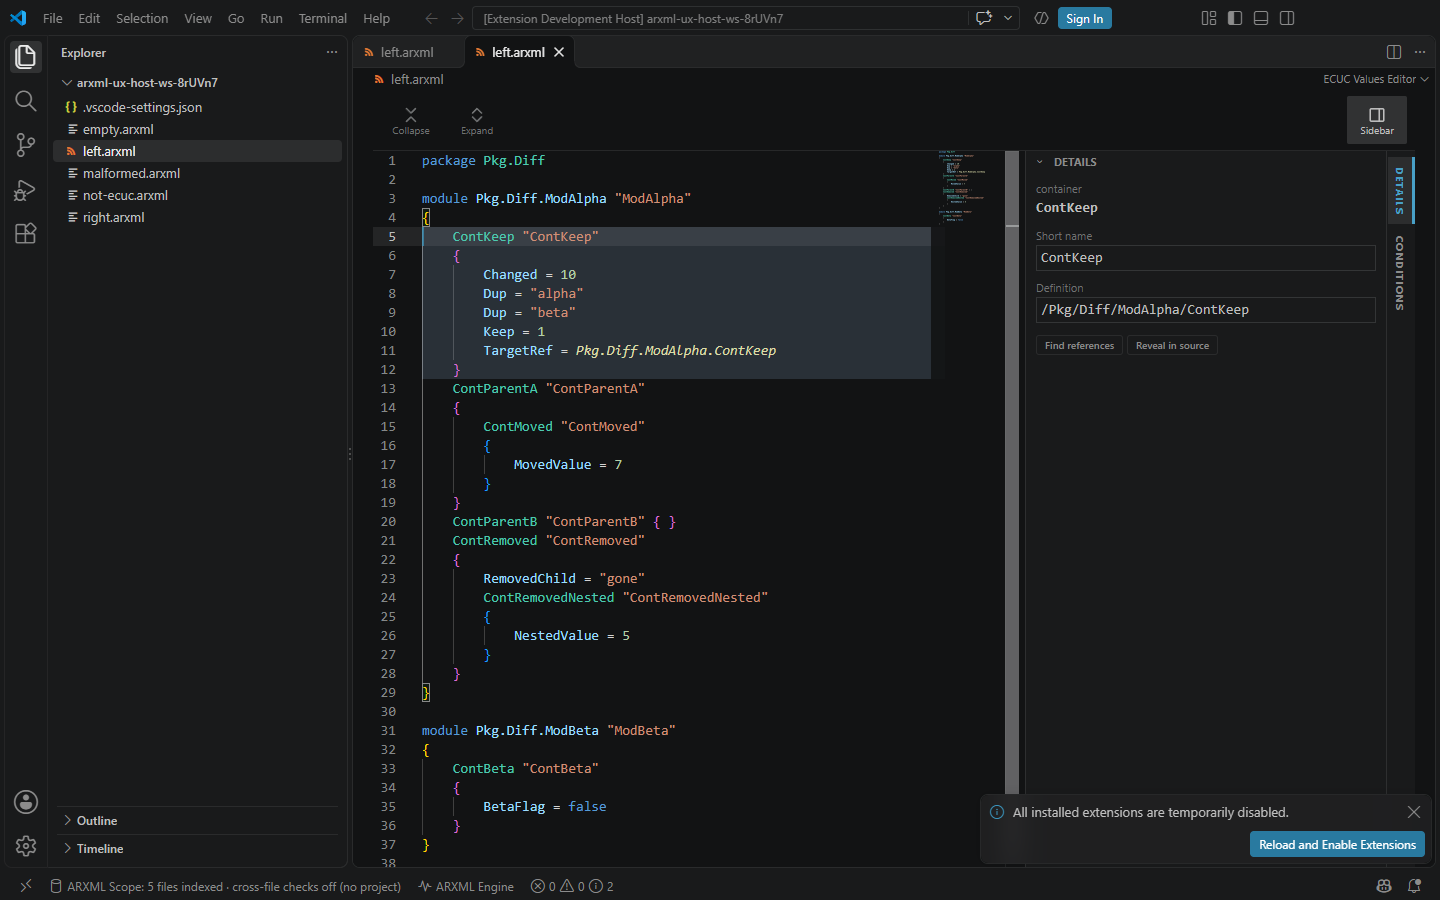 File Edit Selection View Go Run Terminal Help
[Extension Development Host] arxml-ux-host-ws-8rUVn7
Sign In
Explorer
arxml-ux-host-ws-8rUVn7
{} .vscode-settings.json
empty.arxml
left.arxml
malformed.arxml
not-ecuc.arxml
right.arxml
Outline
Timeline
left.arxml
left.arxml
left.arxml
ECUC Values Editor
Collapse
Expand
Sidebar
1 package Pkg.Diff
2
3 module Pkg.Diff.ModAlpha "ModAlpha"
4 {
5 ContKeep "ContKeep"
6 {
7 Changed = 10
8 Dup = "alpha"
9 Dup = "beta"
10 Keep = 1
11 TargetRef = Pkg.Diff.ModAlpha.ContKeep
12 }
13 ContParentA "ContParentA"
14 {
15 ContMoved "ContMoved"
16 {
17 MovedValue = 7
18 }
19 }
20 ContParentB "ContParentB" { }
21 ContRemoved "ContRemoved"
22 {
23 RemovedChild = "gone"
24 ContRemovedNested "ContRemovedNested"
25 {
26 NestedValue = 5
27 }
28 }
29 }
30
31 module Pkg.Diff.ModBeta "ModBeta"
32 {
33 ContBeta "ContBeta"
34 {
35 BetaFlag = false
36 }
37 }
38
DETAILS
container
ContKeep
Short name
ContKeep
Definition
/Pkg/Diff/ModAlpha/ContKeep
Find references
Reveal in source
DETAILS
CONDITIONS
All installed extensions are temporarily disabled.
Reload and Enable Extensions
ARXML Scope: 5 files indexed · cross-file checks off (no project)
ARXML Engine
0 0 2